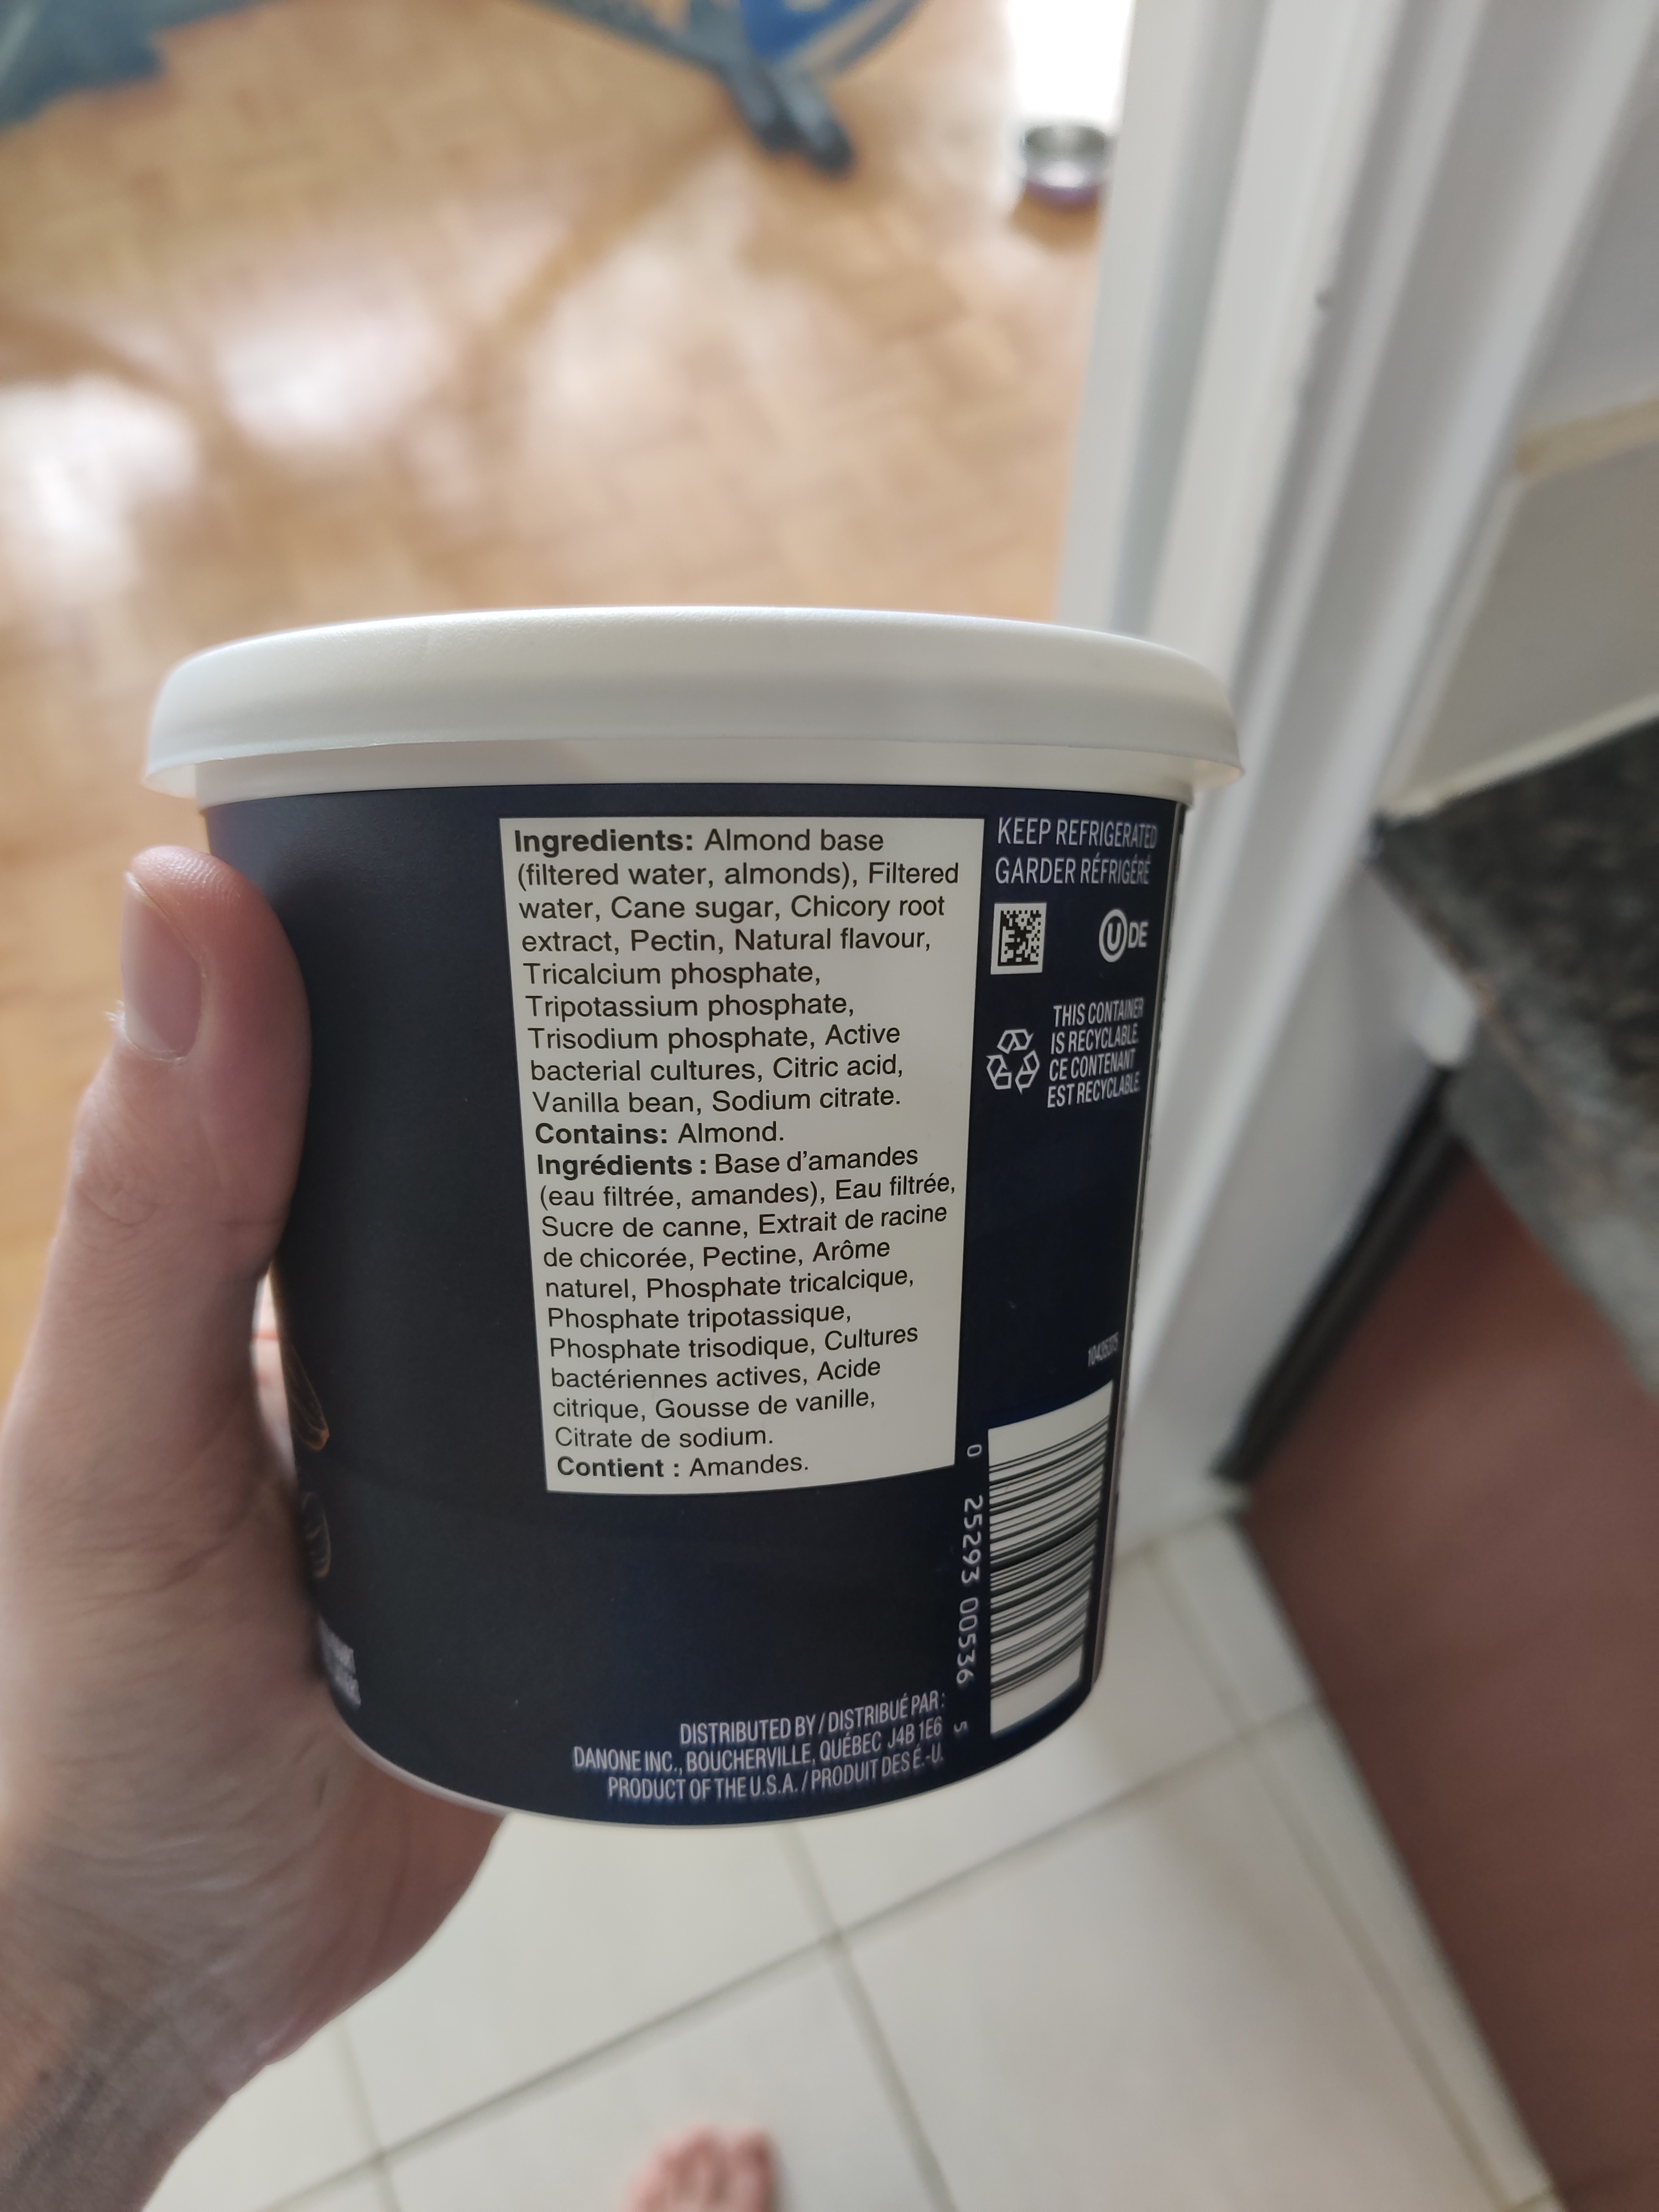 Ingredients: Almond base
(filtered water, almonds), Filtered
water, Cane sugar, Chicory root
extract, Pectin, Natural flavour,
Tricalcium phosphate,
Tripotassium phosphate,
Trisodium phosphate, Active
bacterial cultures, Citric acid,
Vanilla bean, Sodium citrate.
Contains: Almond.
Ingrédients : Base d'amandes
(eau filtrée, amandes), Eau filtrée,
Sucre de canne, Extrait de racine
de chicorée, Pectine, Arôme
naturel, Phosphate tricalcique,
Phosphate tripotassique,
Phosphate trisodique, Cultures
bactériennes actives, Acide
citrique, Gousse de vanille,
Citrate de sodium.
Contient : Amandes.
KEEP REFRIGERATED
GARDER RÉFRIGÉRÉ
U DE
THIS CONTAINER
IS RECYCLABLE.
CE CONTENANT
EST RECYCLABLE.
0 25293 00536 5
DISTRIBUTED BY / DISTRIBUÉ PAR :
DANONE INC., BOUCHERVILLE, QUÉBEC J4B 1E6
PRODUCT OF THE U.S.A. / PRODUIT DES É.-U.